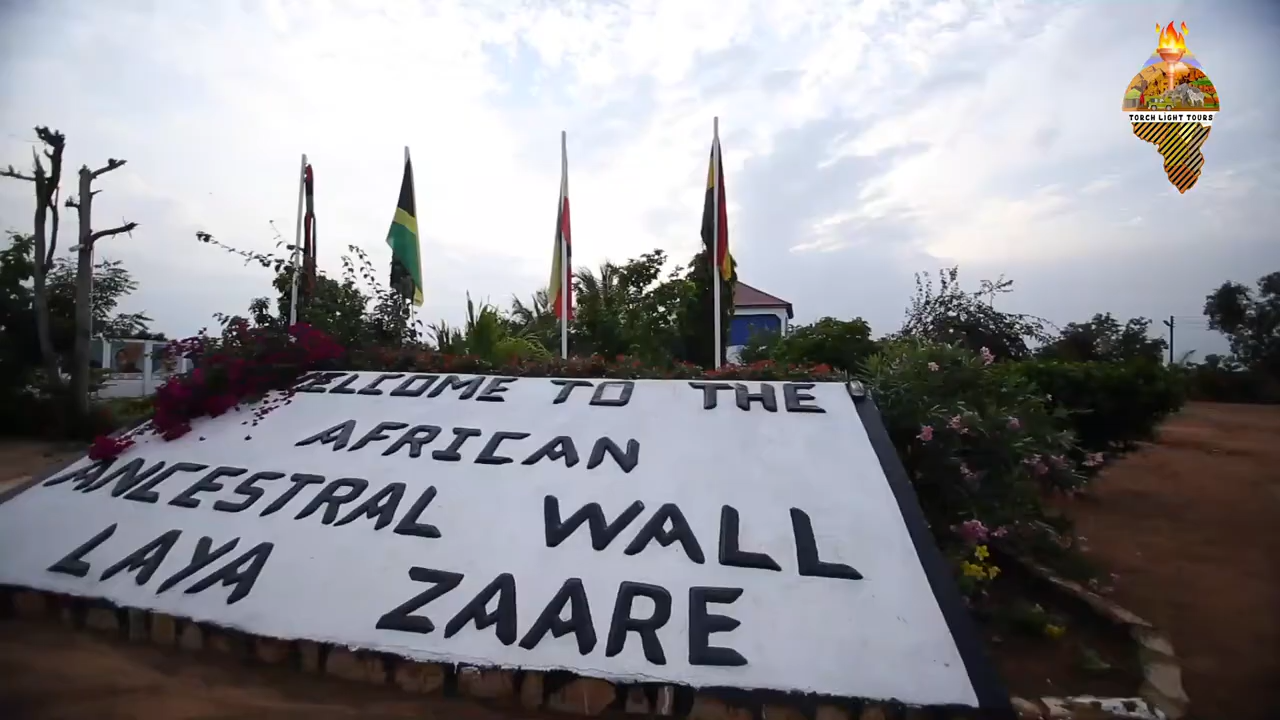 TORCH LIGHT TOURS
WELCOME TO THE
AFRICAN
ANCESTRAL WALL
LAYA ZAARE